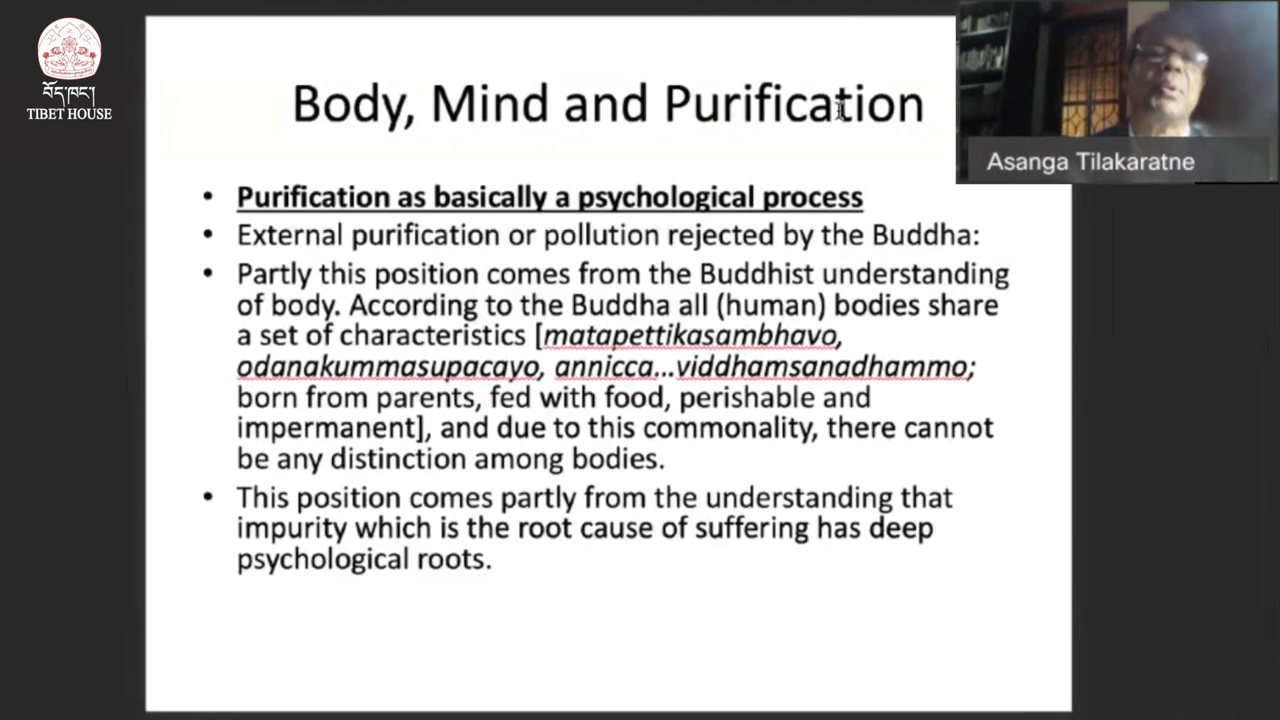 བོད་ཁང་།
TIBET HOUSE
Body, Mind and Purification
Asanga Tilakaratne
• Purification as basically a psychological process
• External purification or pollution rejected by the Buddha:
• Partly this position comes from the Buddhist understanding
of body. According to the Buddha all (human) bodies share
a set of characteristics [matapettikasambhavo,
odanakummasupacayo, annicca...viddhamsanadhammo;
born from parents, fed with food, perishable and
impermanent], and due to this commonality, there cannot
be any distinction among bodies.
• This position comes partly from the understanding that
impurity which is the root cause of suffering has deep
psychological roots.